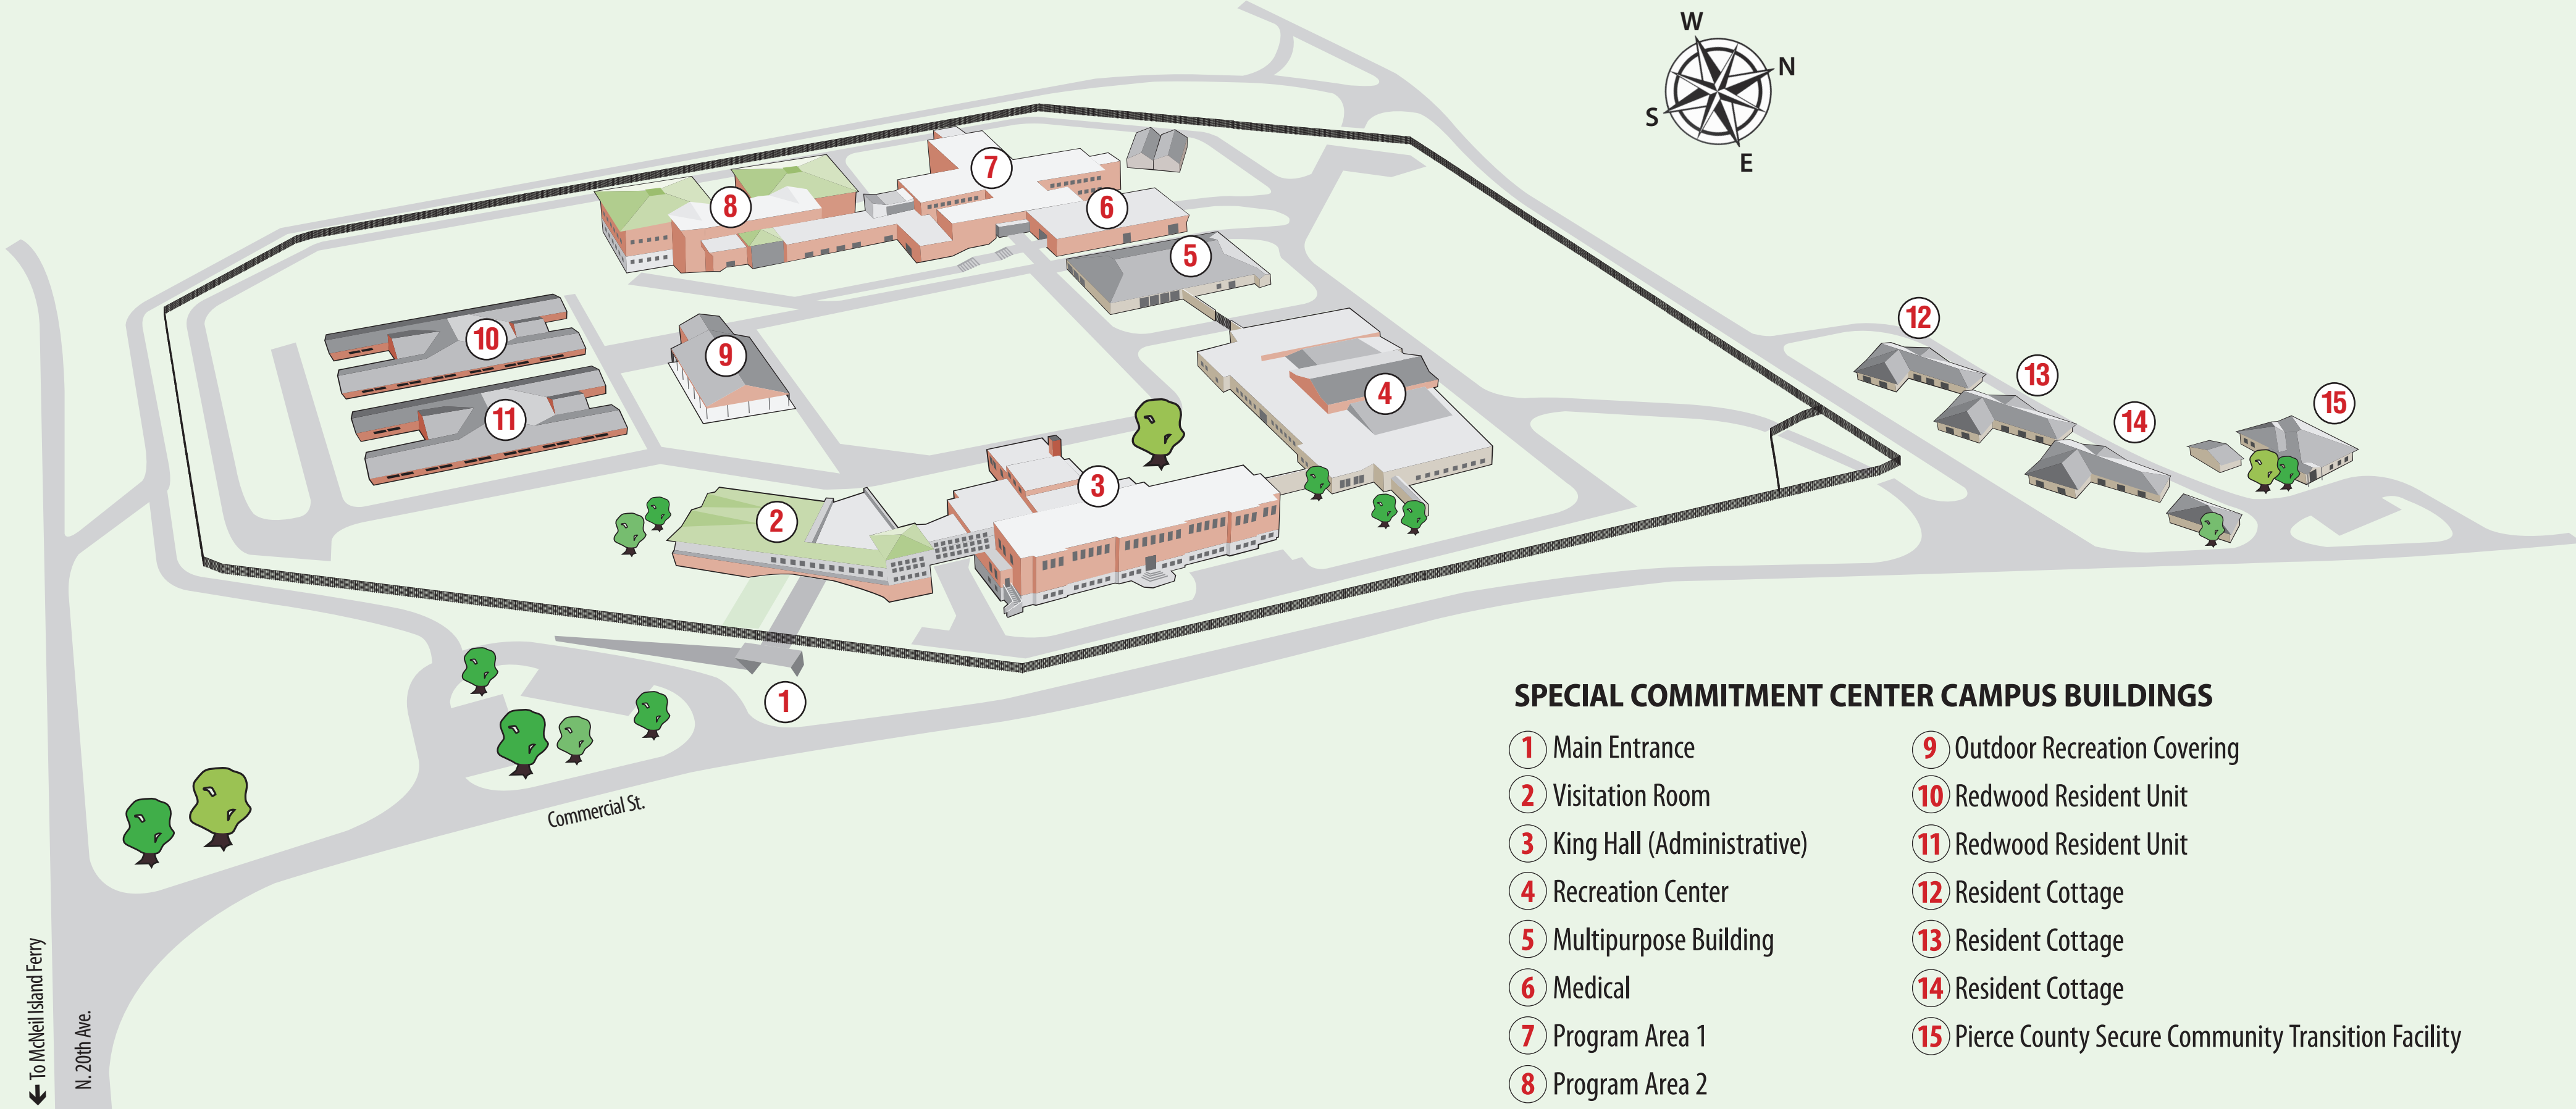 W
N
S
E
7
8
6
5
12
10
9
13
4
15
11
14
3
2
1
Commercial St.
← To McNeil Island Ferry
N. 20th Ave.
SPECIAL COMMITMENT CENTER CAMPUS BUILDINGS
1 Main Entrance
2 Visitation Room
3 King Hall (Administrative)
4 Recreation Center
5 Multipurpose Building
6 Medical
7 Program Area 1
8 Program Area 2
9 Outdoor Recreation Covering
10 Redwood Resident Unit
11 Redwood Resident Unit
12 Resident Cottage
13 Resident Cottage
14 Resident Cottage
15 Pierce County Secure Community Transition Facility